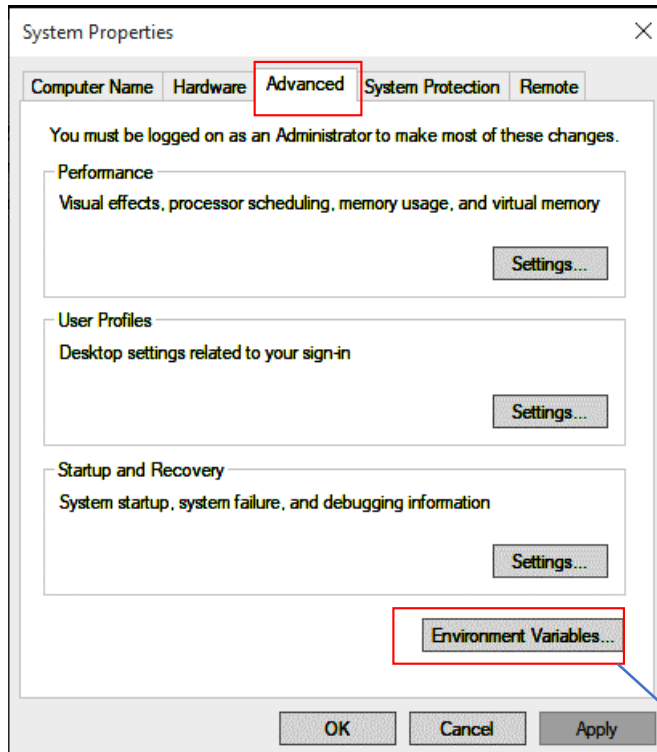 System Properties
Computer Name Hardware Advanced System Protection Remote
You must be logged on as an Administrator to make most of these changes.
Performance
Visual effects, processor scheduling, memory usage, and virtual memory
Settings...
User Profiles
Desktop settings related to your sign-in
Settings...
Startup and Recovery
System startup, system failure, and debugging information
Settings...
Environment Variables...
OK Cancel Apply